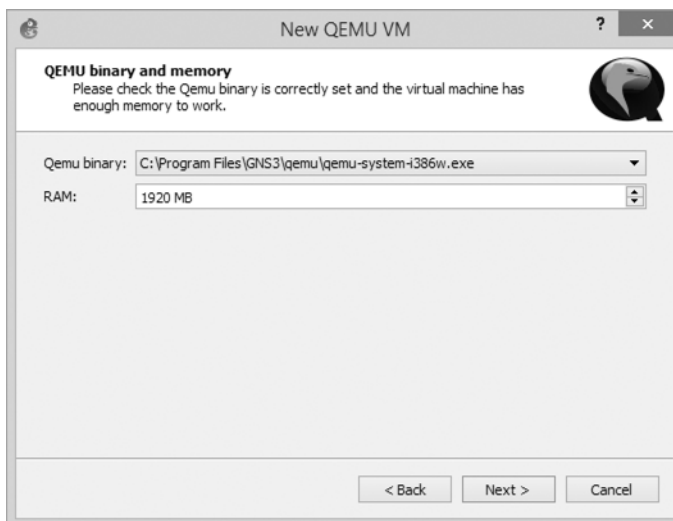 New QEMU VM
?
QEMU binary and memory
Please check the Qemu binary is correctly set and the virtual machine has
enough memory to work.
Qemu binary: C:\Program Files\GNS3\qemu\qemu-system-i386w.exe
RAM: 1920 MB
< Back Next > Cancel